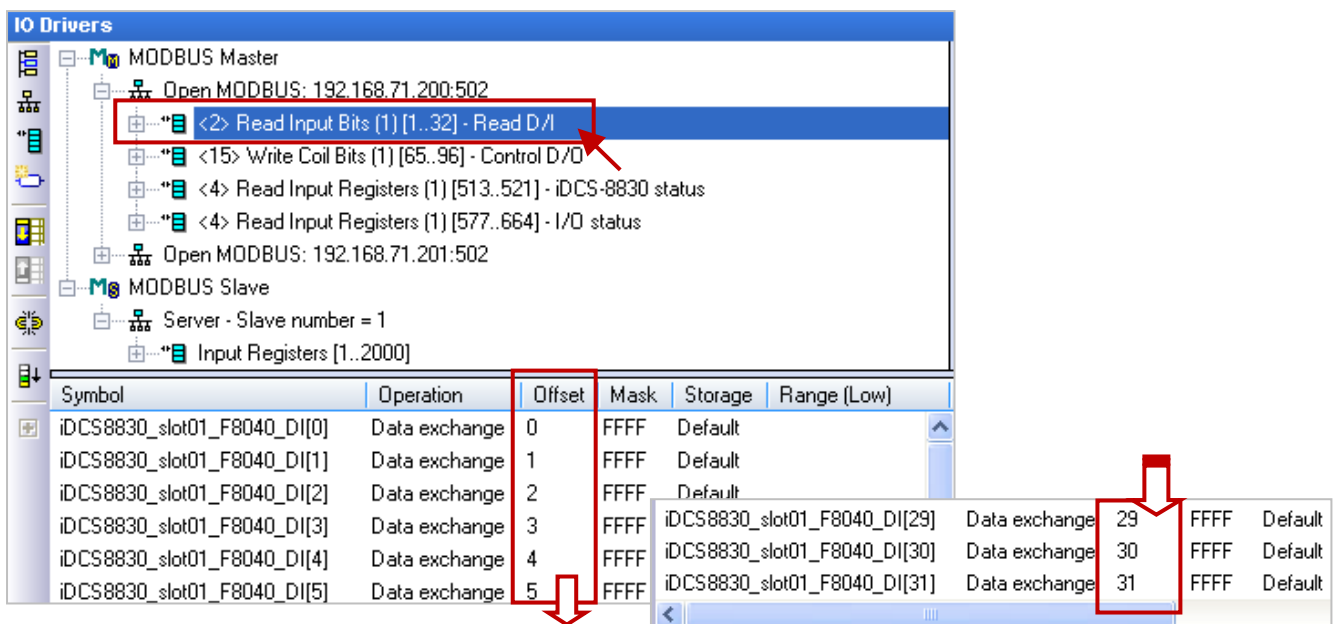 IO Drivers
MODBUS Master
Open MODBUS: 192.168.71.200:502
<2> Read Input Bits (1) [1..32] - Read D/I
<15> Write Coil Bits (1) [65..96] - Control D/O
<4> Read Input Registers (1) [513..521] - iDCS-8830 status
<4> Read Input Registers (1) [577..664] - I/O status
Open MODBUS: 192.168.71.201:502
MODBUS Slave
Server - Slave number = 1
Input Registers [1..2000]
Symbol Operation Offset Mask Storage Range (Low)
iDCS8830_slot01_F8040_DI[0] Data exchange 0 FFFF Default
iDCS8830_slot01_F8040_DI[1] Data exchange 1 FFFF Default
iDCS8830_slot01_F8040_DI[2] Data exchange 2 FFFF Default
iDCS8830_slot01_F8040_DI[3] Data exchange 3 FFFF
iDCS8830_slot01_F8040_DI[4] Data exchange 4 FFFF
iDCS8830_slot01_F8040_DI[5] Data exchange 5 FFFF
iDCS8830_slot01_F8040_DI[29] Data exchange 29 FFFF Default
iDCS8830_slot01_F8040_DI[30] Data exchange 30 FFFF Default
iDCS8830_slot01_F8040_DI[31] Data exchange 31 FFFF Default